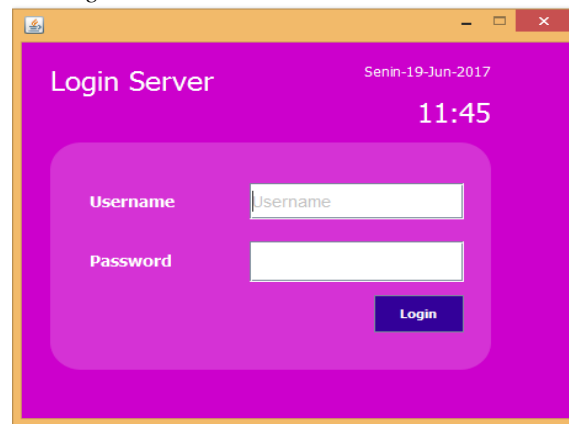 Login Server
Senin-19-Jun-2017
11:45
Username
Username
Password
Login